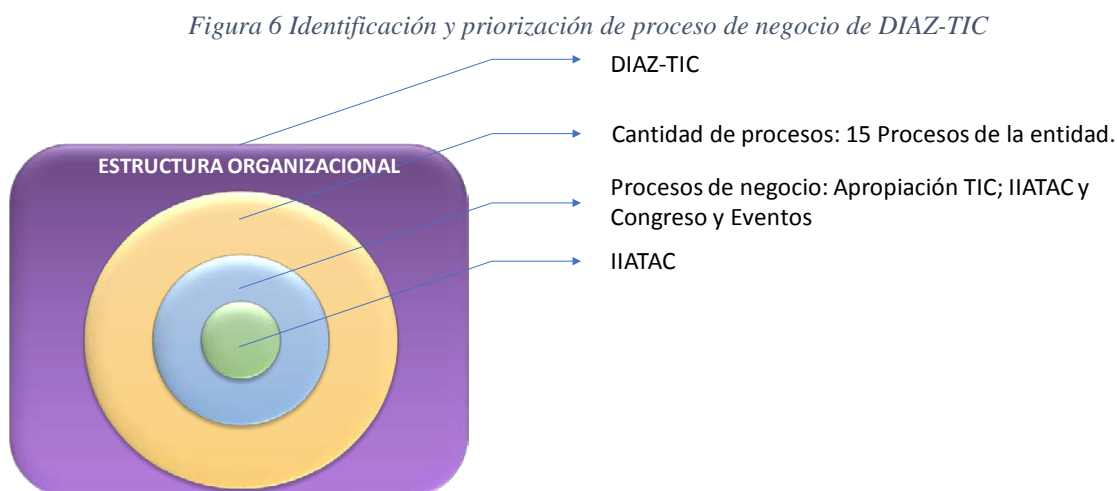 Figura 6 Identificación y priorización de proceso de negocio de DIAZ-TIC
DIAZ-TIC
Cantidad de procesos: 15 Procesos de la entidad.
ESTRUCTURA ORGANIZACIONAL
Procesos de negocio: Apropiación TIC; IIATAC y
Congreso y Eventos
IIATAC